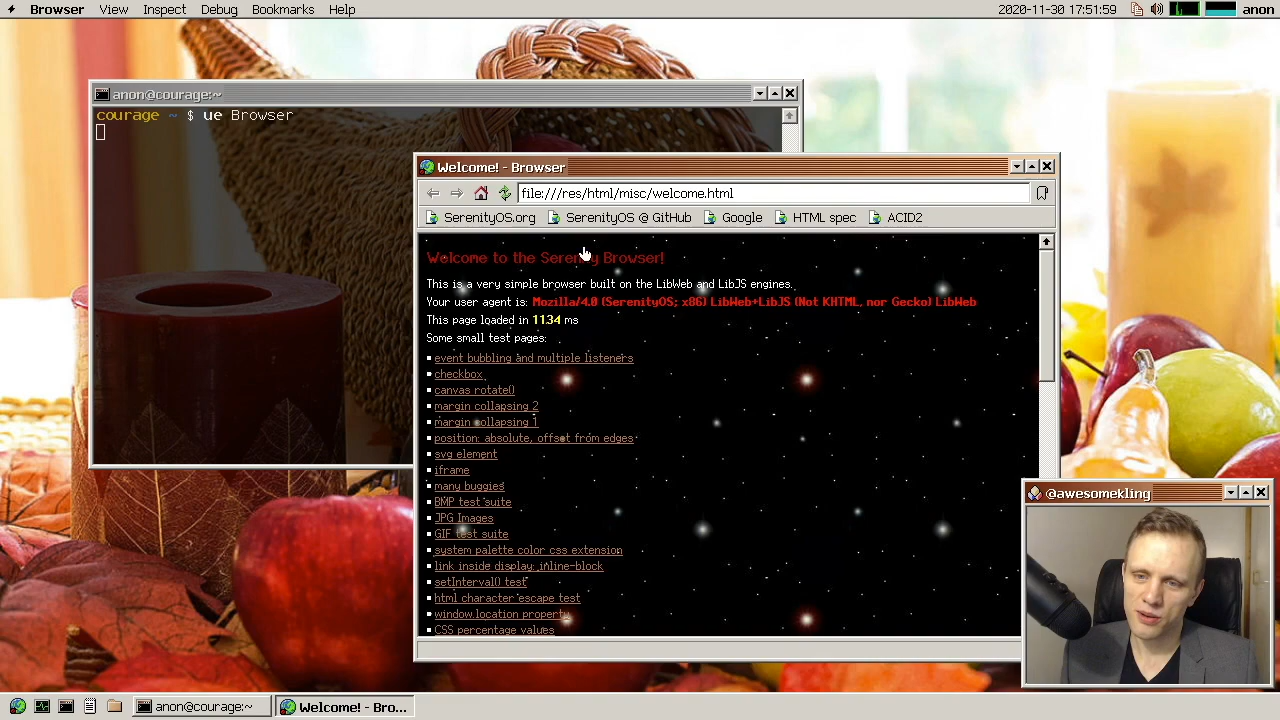 Browser View Inspect Debug Bookmarks Help 2020-11-30 17:51:59 anon
anon@courage:~
courage ~ $ ue Browser
Welcome! - Browser
file:///res/html/misc/welcome.html
SerenityOS.org SerenityOS @ GitHub Google HTML spec ACID2
Welcome to the Serenity Browser!
This is a very simple browser built on the LibWeb and LibJS engines.
Your user agent is: Mozilla/4.0 (SerenityOS; x86) LibWeb+LibJS (Not KHTML, nor Gecko) LibWeb
This page loaded in 1134 ms
Some small test pages:
event bubbling and multiple listeners
checkbox
canvas rotate()
margin collapsing 2
margin collapsing 1
position: absolute, offset from edges
svg element
iframe
many buggies
BMP test suite
JPG Images
GIF test suite
system palette color css extension
link inside display: inline-block
setInterval() test
html character escape test
window.location property
CSS percentage values
@awesomekling
anon@courage:~ Welcome! - Bro...